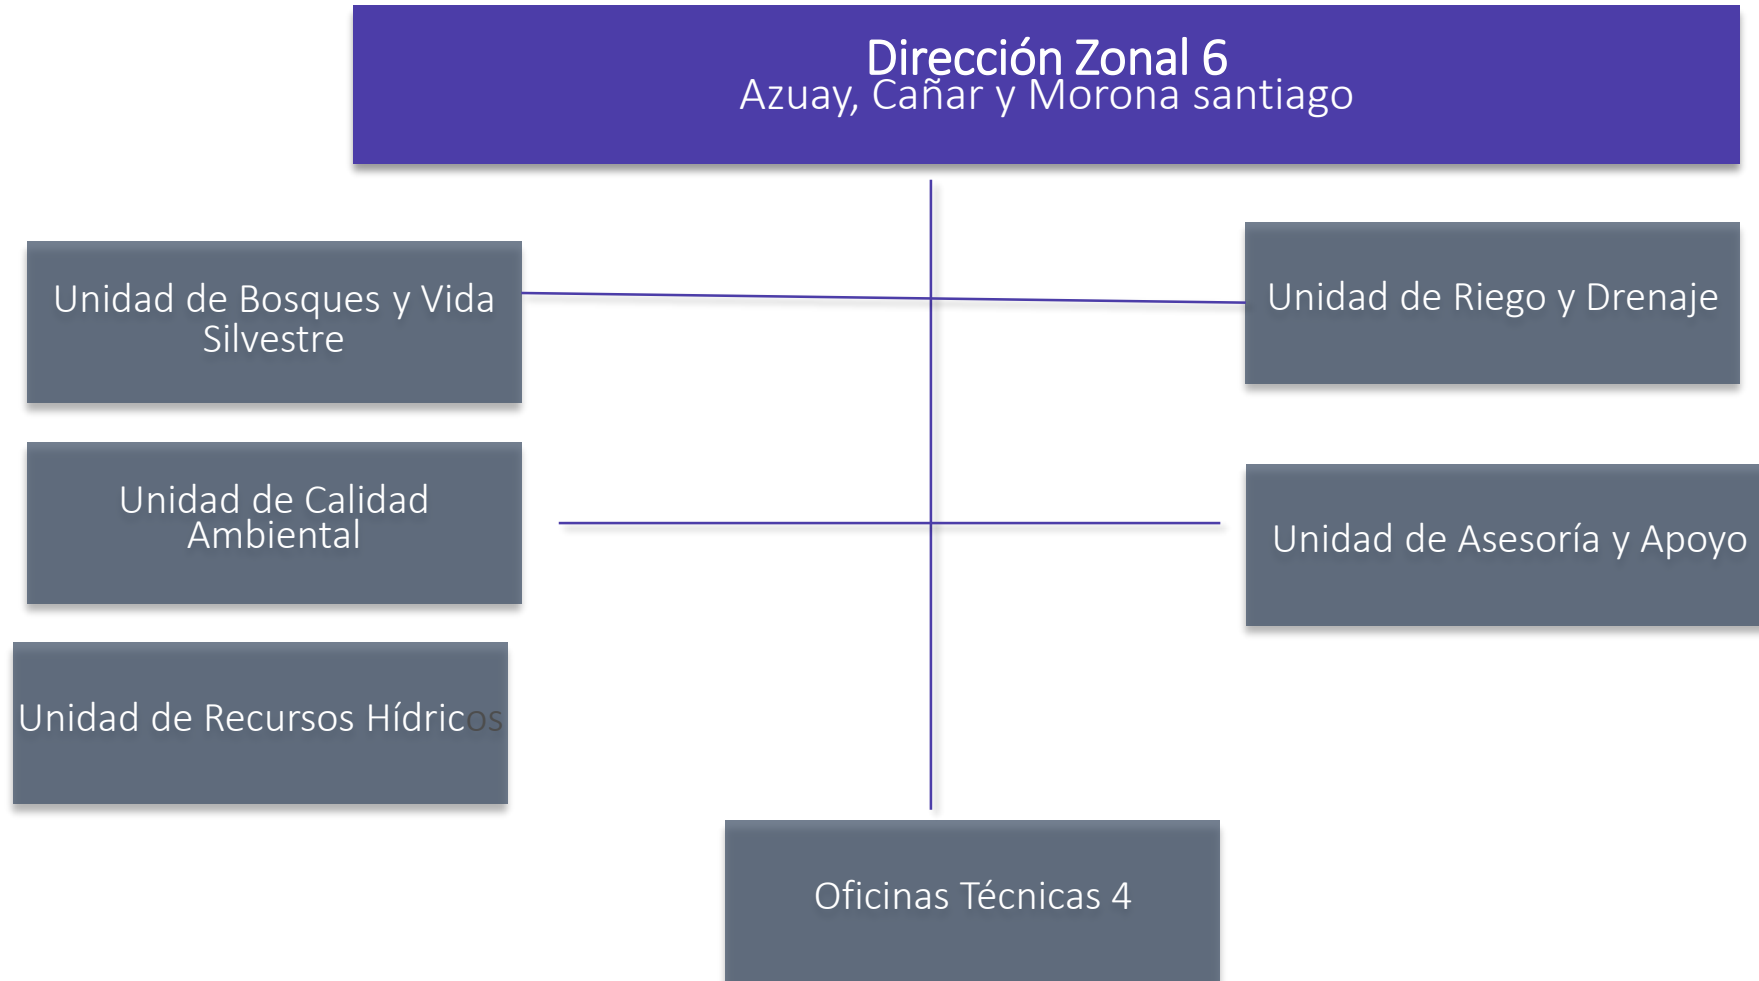 Dirección Zonal 6
Azuay, Cañar y Morona santiago
Unidad de Bosques y Vida
Silvestre
Unidad de Riego y Drenaje
Unidad de Calidad
Ambiental
Unidad de Asesoría y Apoyo
Unidad de Recursos Hídricos
Oficinas Técnicas 4